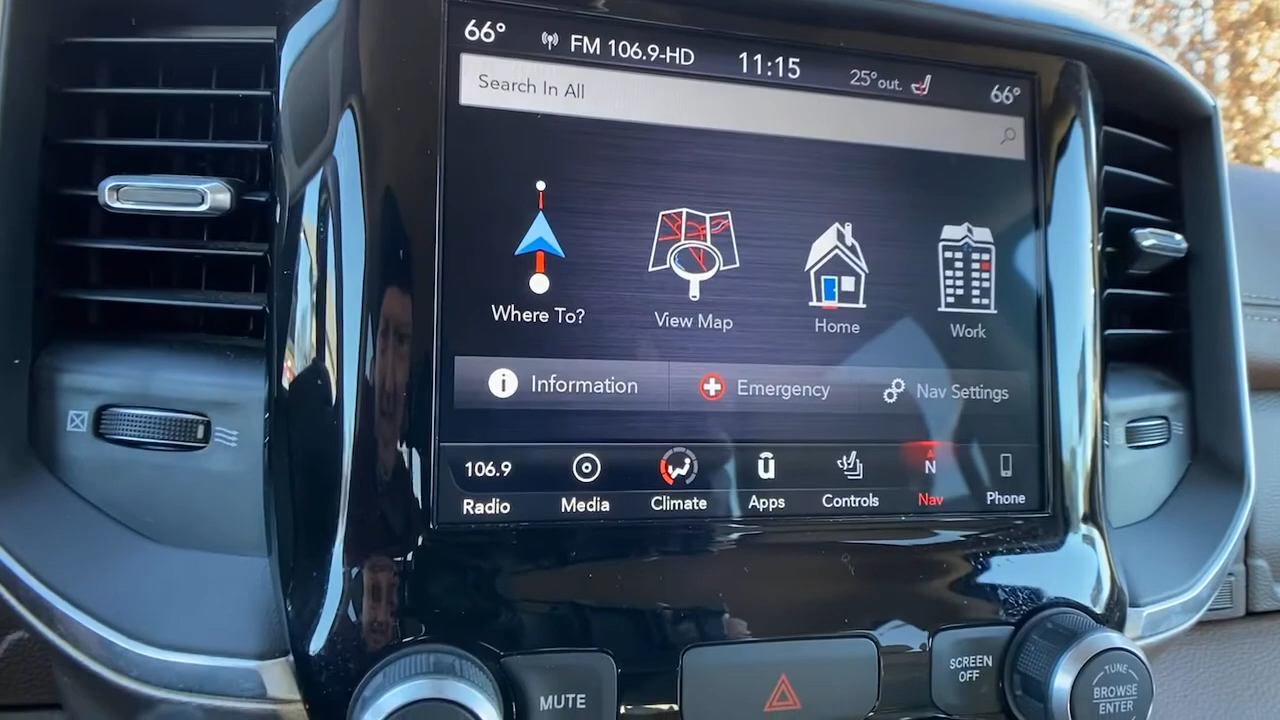 66° FM 106.9-HD 11:15 25°out. 66°
Search In All
Where To? View Map Home Work
Information Emergency Nav Settings
106.9 N
Radio Media Climate Apps Controls Nav Phone
MUTE
SCREEN OFF
TUNE
BROWSE
ENTER